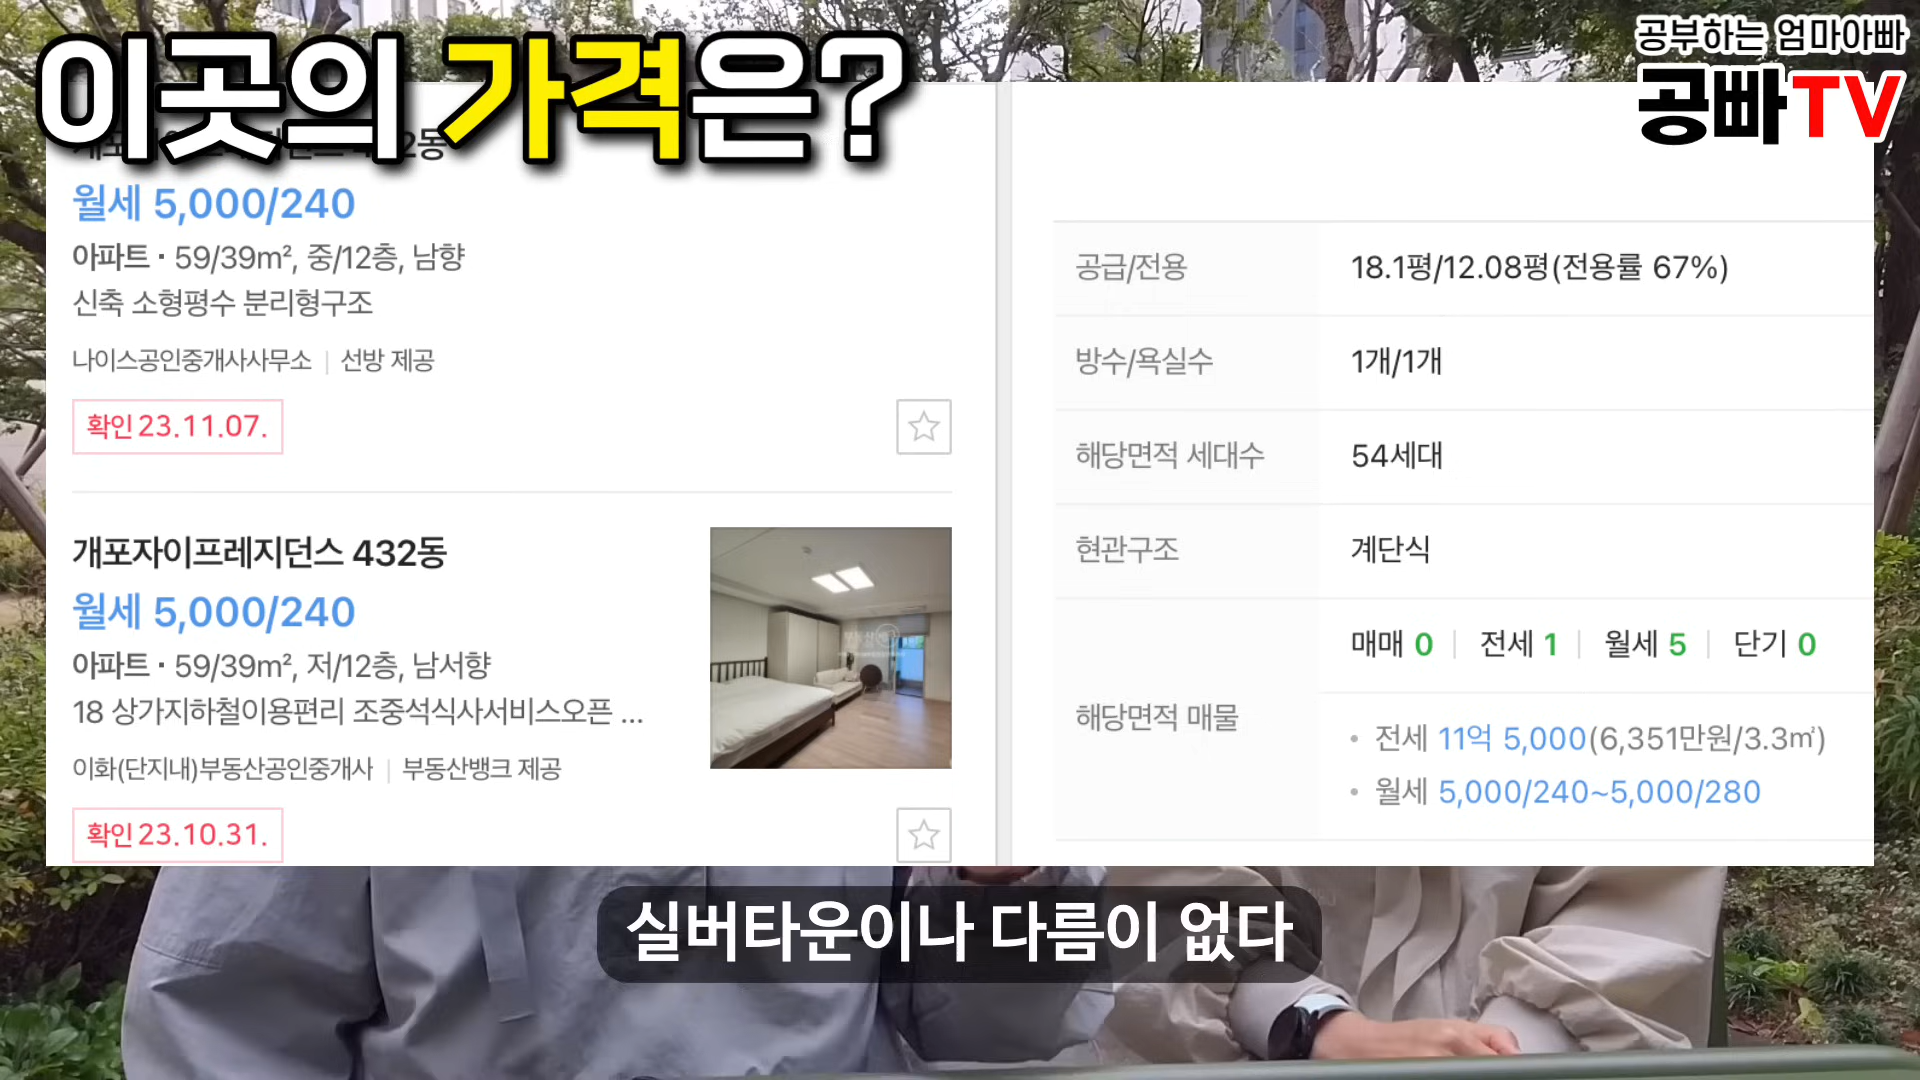 이곳의 가격은?
공부하는 엄마아빠
공빠TV
월세 5,000/240
아파트 · 59/39m², 중/12층, 남향
신축 소형평수 분리형구조
나이스공인중개사사무소 | 선방 제공
확인 23.11.07.
개포자이프레지던스 432동
월세 5,000/240
아파트 · 59/39m², 저/12층, 남서향
18 상가지하철이용편리 조중석식사서비스오픈 ...
이화(단지내)부동산공인중개사 | 부동산뱅크 제공
확인 23.10.31.
공급/전용 18.1평/12.08평(전용률 67%)
방수/욕실수 1개/1개
해당면적 세대수 54세대
현관구조 계단식
해당면적 매물
매매 0 | 전세 1 | 월세 5 | 단기 0
• 전세 11억 5,000(6,351만원/3.3㎡)
• 월세 5,000/240~5,000/280
실버타운이나 다름이 없다